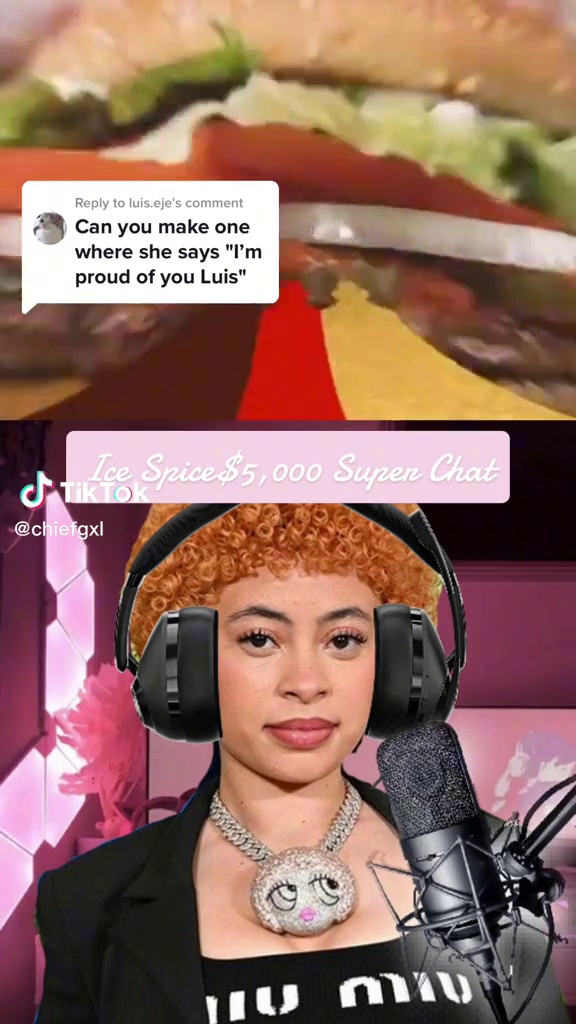 Reply to luis.eje's comment
Can you make one
where she says "I'm
proud of you Luis"
Ice Spice$5,000 Super Chat
TikTok
@chiefgxl
MIU MIU